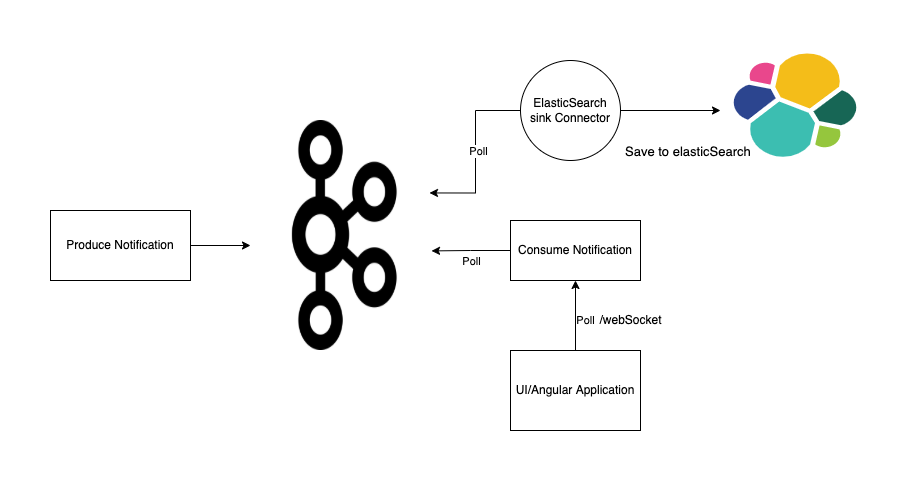 ElasticSearch
sink Connector
Poll
Save to elasticSearch
Produce Notification
Consume Notification
Poll
Poll /webSocket
UI/Angular Application